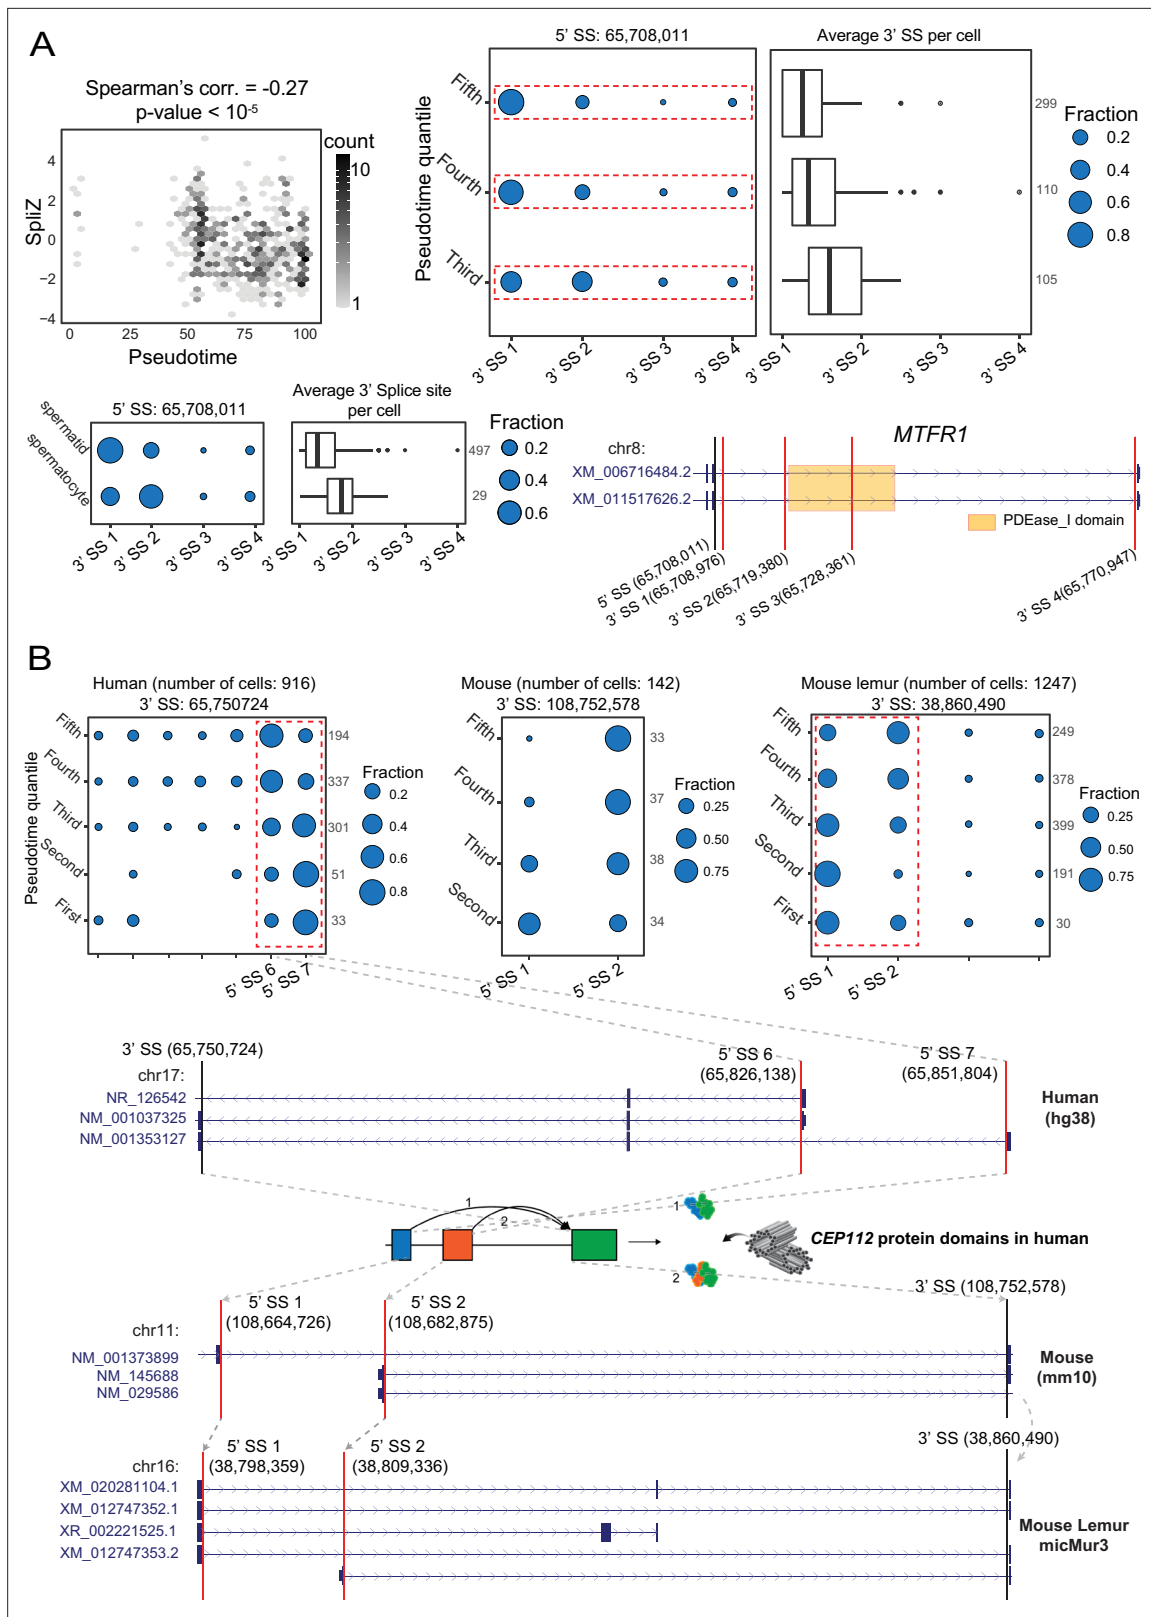 A
Spearman's corr. = -0.27
p-value < 10⁻⁵
count
10
1
SpliZ
4
2
0
−2
−4
0
25
50
75
100
Pseudotime
5' SS: 65,708,011
Pseudotime quantile
Fifth
Fourth
Third
3' SS 1
3' SS 2
3' SS 3
3' SS 4
Average 3' SS per cell
299
110
105
3' SS 1
3' SS 2
3' SS 3
3' SS 4
Fraction
0.2
0.4
0.6
0.8
5' SS: 65,708,011
spermatid
spermatocyte
3' SS 1
3' SS 2
3' SS 3
3' SS 4
Average 3' Splice site
per cell
497
29
3' SS 1
3' SS 2
3' SS 3
3' SS 4
Fraction
0.2
0.4
0.6
MTFR1
chr8:
XM_006716484.2
XM_011517626.2
PDEase_I domain
5' SS (65,708,011)
3' SS 1(65,708,976)
3' SS 2(65,719,380)
3' SS 3(65,728,361)
3' SS 4(65,770,947)
B
Human (number of cells: 916)
3' SS: 65,750724
Pseudotime quantile
Fifth
Fourth
Third
Second
First
194
337
301
51
33
5' SS 6
5' SS 7
Fraction
0.2
0.4
0.6
0.8
Mouse (number of cells: 142)
3' SS: 108,752,578
Fifth
Fourth
Third
Second
33
37
38
34
5' SS 1
5' SS 2
Fraction
0.25
0.50
0.75
Mouse lemur (number of cells: 1247)
3' SS: 38,860,490
Fifth
Fourth
Third
Second
First
249
378
399
191
30
5' SS 1
5' SS 2
Fraction
0.25
0.50
0.75
3' SS (65,750,724)
5' SS 6
(65,826,138)
5' SS 7
(65,851,804)
chr17:
NR_126542
NM_001037325
NM_001353127
Human
(hg38)
1
2
1
2
CEP112 protein domains in human
3' SS (108,752,578)
5' SS 1
(108,664,726)
5' SS 2
(108,682,875)
chr11:
NM_001373899
NM_145688
NM_029586
Mouse
(mm10)
3' SS (38,860,490)
5' SS 1
(38,798,359)
5' SS 2
(38,809,336)
chr16:
XM_020281104.1
XM_012747352.1
XR_002221525.1
XM_012747353.2
Mouse Lemur
micMur3